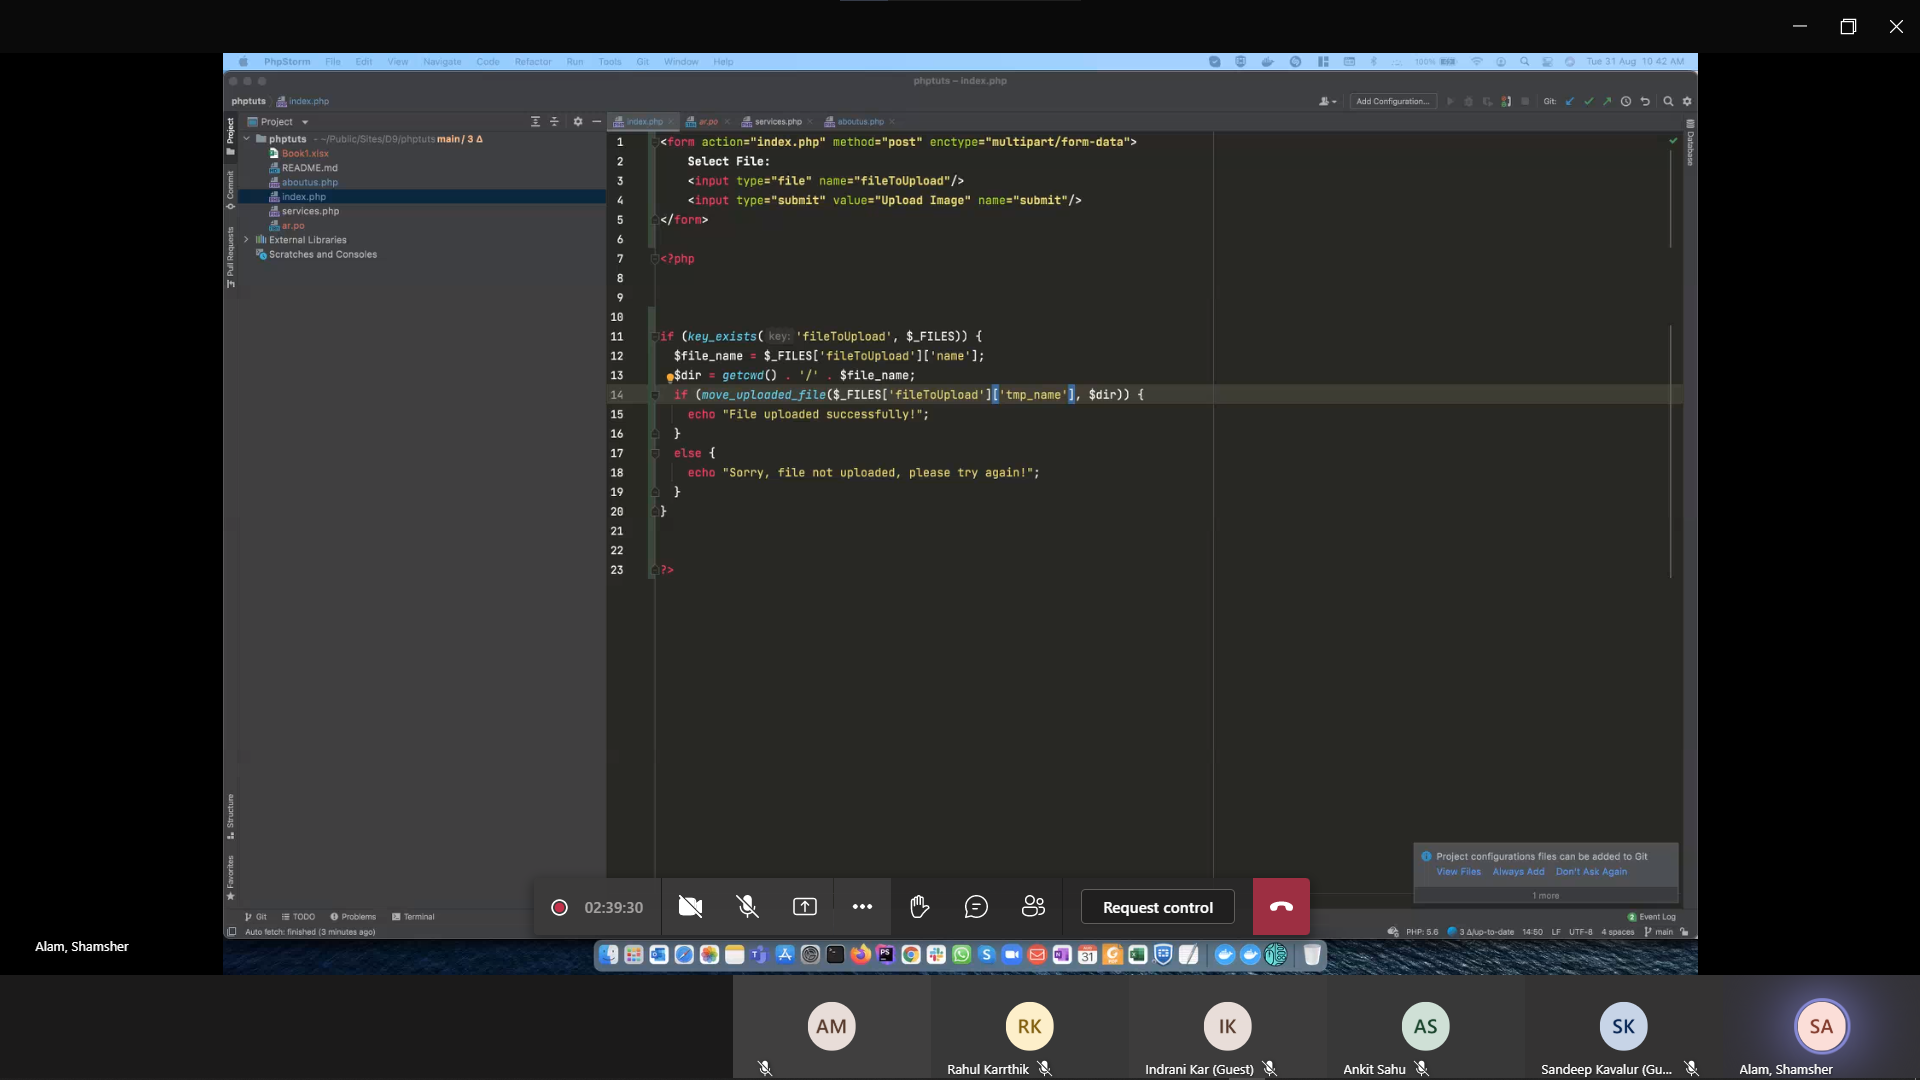 PhpStorm File Edit View Navigate Code Refactor Run Tools Git Window Help
100% Tue 31 Aug 10:42 AM
phptuts – index.php
phptuts index.php
Add Configuration...
Git:
Project
index.php ar.po services.php aboutus.php
phptuts ~/Public/Sites/D9/phptuts main / 3 Δ
Book1.xlsx
README.md
aboutus.php
index.php
services.php
ar.po
External Libraries
Scratches and Consoles
Project
Commit
Pull Requests
Structure
Favorites
Database
1 <form action="index.php" method="post" enctype="multipart/form-data">
2 Select File:
3 <input type="file" name="fileToUpload"/>
4 <input type="submit" value="Upload Image" name="submit"/>
5 </form>
6
7 <?php
8
9
10
11 if (key_exists( key: 'fileToUpload', $_FILES)) {
12 $file_name = $_FILES['fileToUpload']['name'];
13 $dir = getcwd() . '/' . $file_name;
14 if (move_uploaded_file($_FILES['fileToUpload']['tmp_name'], $dir)) {
15 echo "File uploaded successfully!";
16 }
17 else {
18 echo "Sorry, file not uploaded, please try again!";
19 }
20 }
21
22
23 ?>
Project configurations files can be added to Git
View Files Always Add Don't Ask Again
1 more
02:39:30
Request control
Git TODO Problems Terminal
2 Event Log
Auto fetch: finished (3 minutes ago)
PHP: 5.6 3 Δ/up-to-date 14:50 LF UTF-8 4 spaces main
Alam, Shamsher
PS
31
AM
RK
IK
AS
SK
SA
Rahul Karrthik
Indrani Kar (Guest)
Ankit Sahu
Sandeep Kavalur (Gu...
Alam, Shamsher